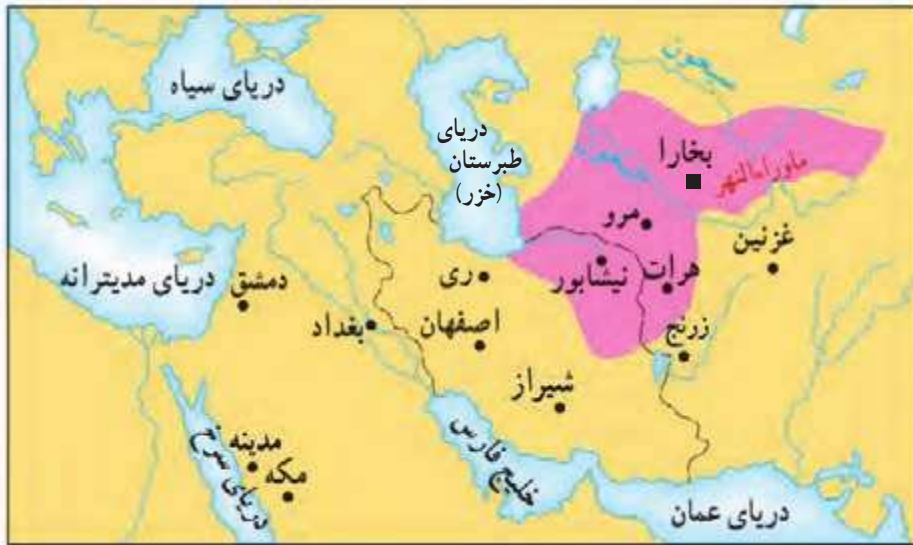 دریای سیاه
دریای
طبرستان
(خزر)
سیحون
بخارا
ماوراءالنهر
مرو
غزنین
هرات
نیشابور
ری
دمشق
دریای مدیترانه
زرنج
اصفهان
بغداد
شیراز
خلیج فارس
مدینه
مکه
دریای سرخ
دریای عمان